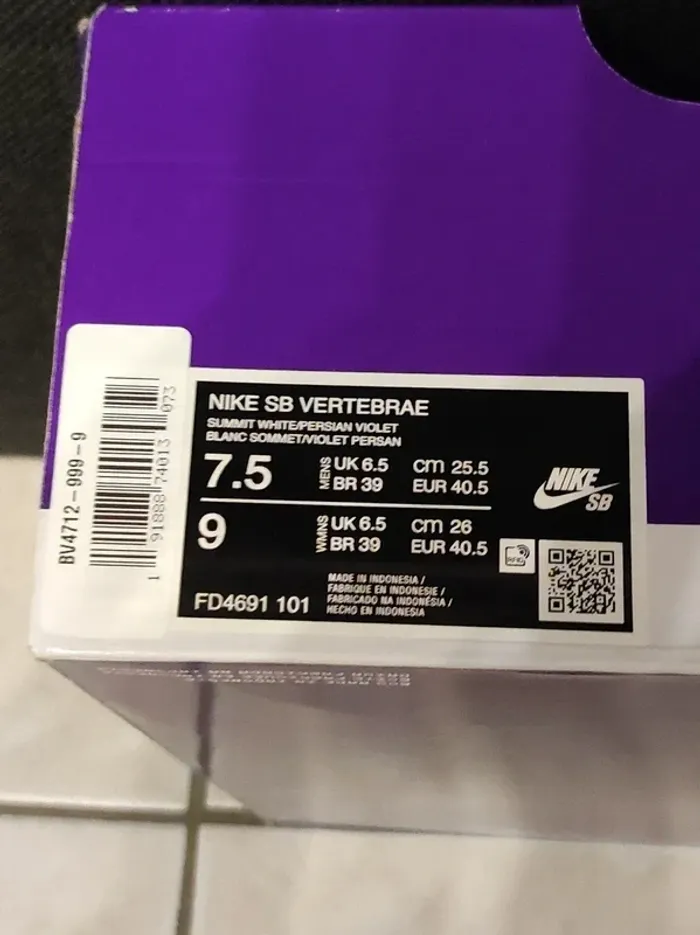 BV4712-999-9
1 91888 74013 073
NIKE SB VERTEBRAE
SUMMIT WHITE/PERSIAN VIOLET
BLANC SOMMET/VIOLET PERSAN
7.5 MENS UK 6.5 cm 25.5
BR 39 EUR 40.5
9 WMNS UK 6.5 cm 26
BR 39 EUR 40.5
NIKE
SB
RFID
FD4691 101
MADE IN INDONESIA /
FABRIQUE EN INDONESIE /
FABRICADO NA INDONÉSIA /
HECHO EN INDONESIA